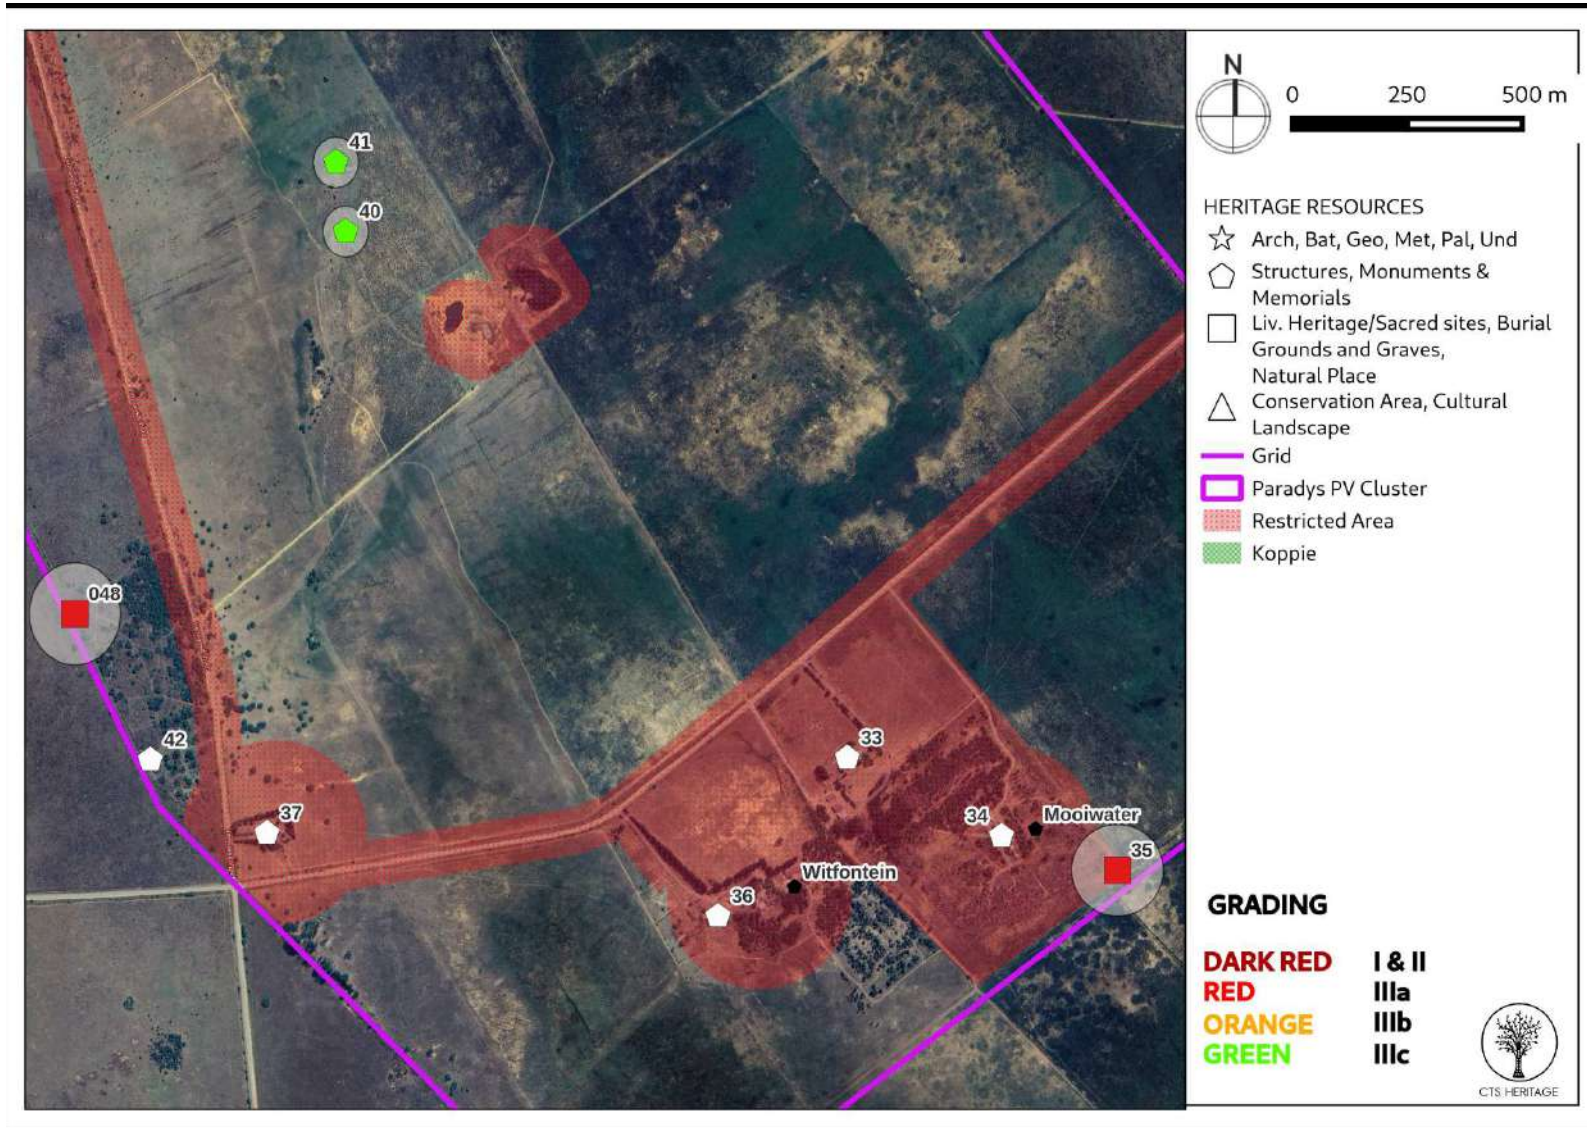 41
40
048
42
37
33
34
Mooiwater
35
Witfontein
36
N
0 250 500 m
HERITAGE RESOURCES
Arch, Bat, Geo, Met, Pal, Und
Structures, Monuments &
Memorials
Liv. Heritage/Sacred sites, Burial
Grounds and Graves,
Natural Place
Conservation Area, Cultural
Landscape
Grid
Paradys PV Cluster
Restricted Area
Koppie
GRADING
DARK RED I & II
RED IIIa
ORANGE IIIb
GREEN IIIc
CTS HERITAGE